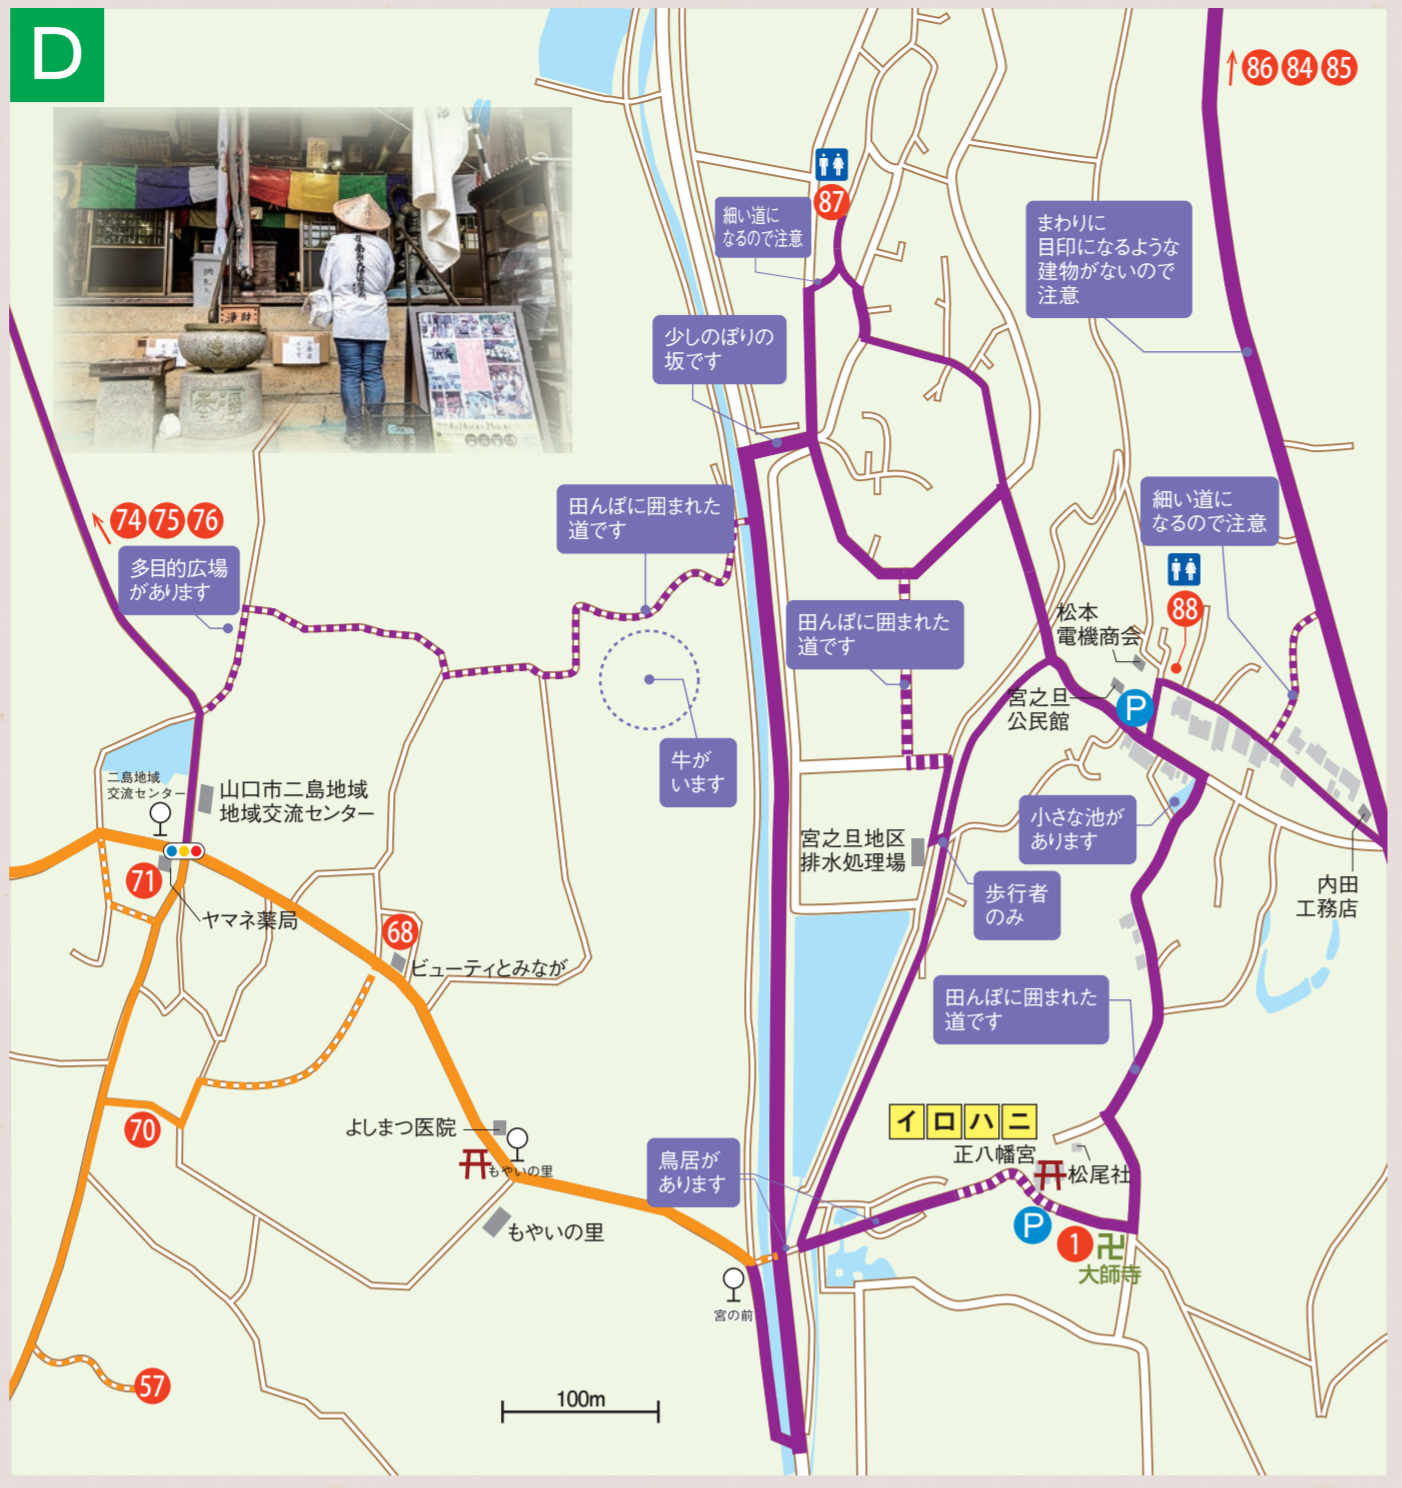 D
86 84 85
87
細い道に
なるので注意
まわりに
目印になるような
建物がないので
注意
少しのぼりの
坂です
浄財
4月24日 25日
74 75 76
多目的広場
があります
田んぼに囲まれた
道です
細い道に
なるので注意
88
松本
電機商会
田んぼに囲まれた
道です
宮之旦
公民館
P
牛が
います
二島地域
交流センター
山口市二島地域
地域交流センター
小さな池が
あります
宮之旦地区
排水処理場
71
ヤマネ薬局
歩行者
のみ
内田
工務店
68
ビューティとみなが
田んぼに囲まれた
道です
70
よしまつ医院
もやいの里
もやいの里
イロハニ
正八幡宮
松尾社
鳥居が
あります
P
1
卍
大師寺
宮の前
57
100m